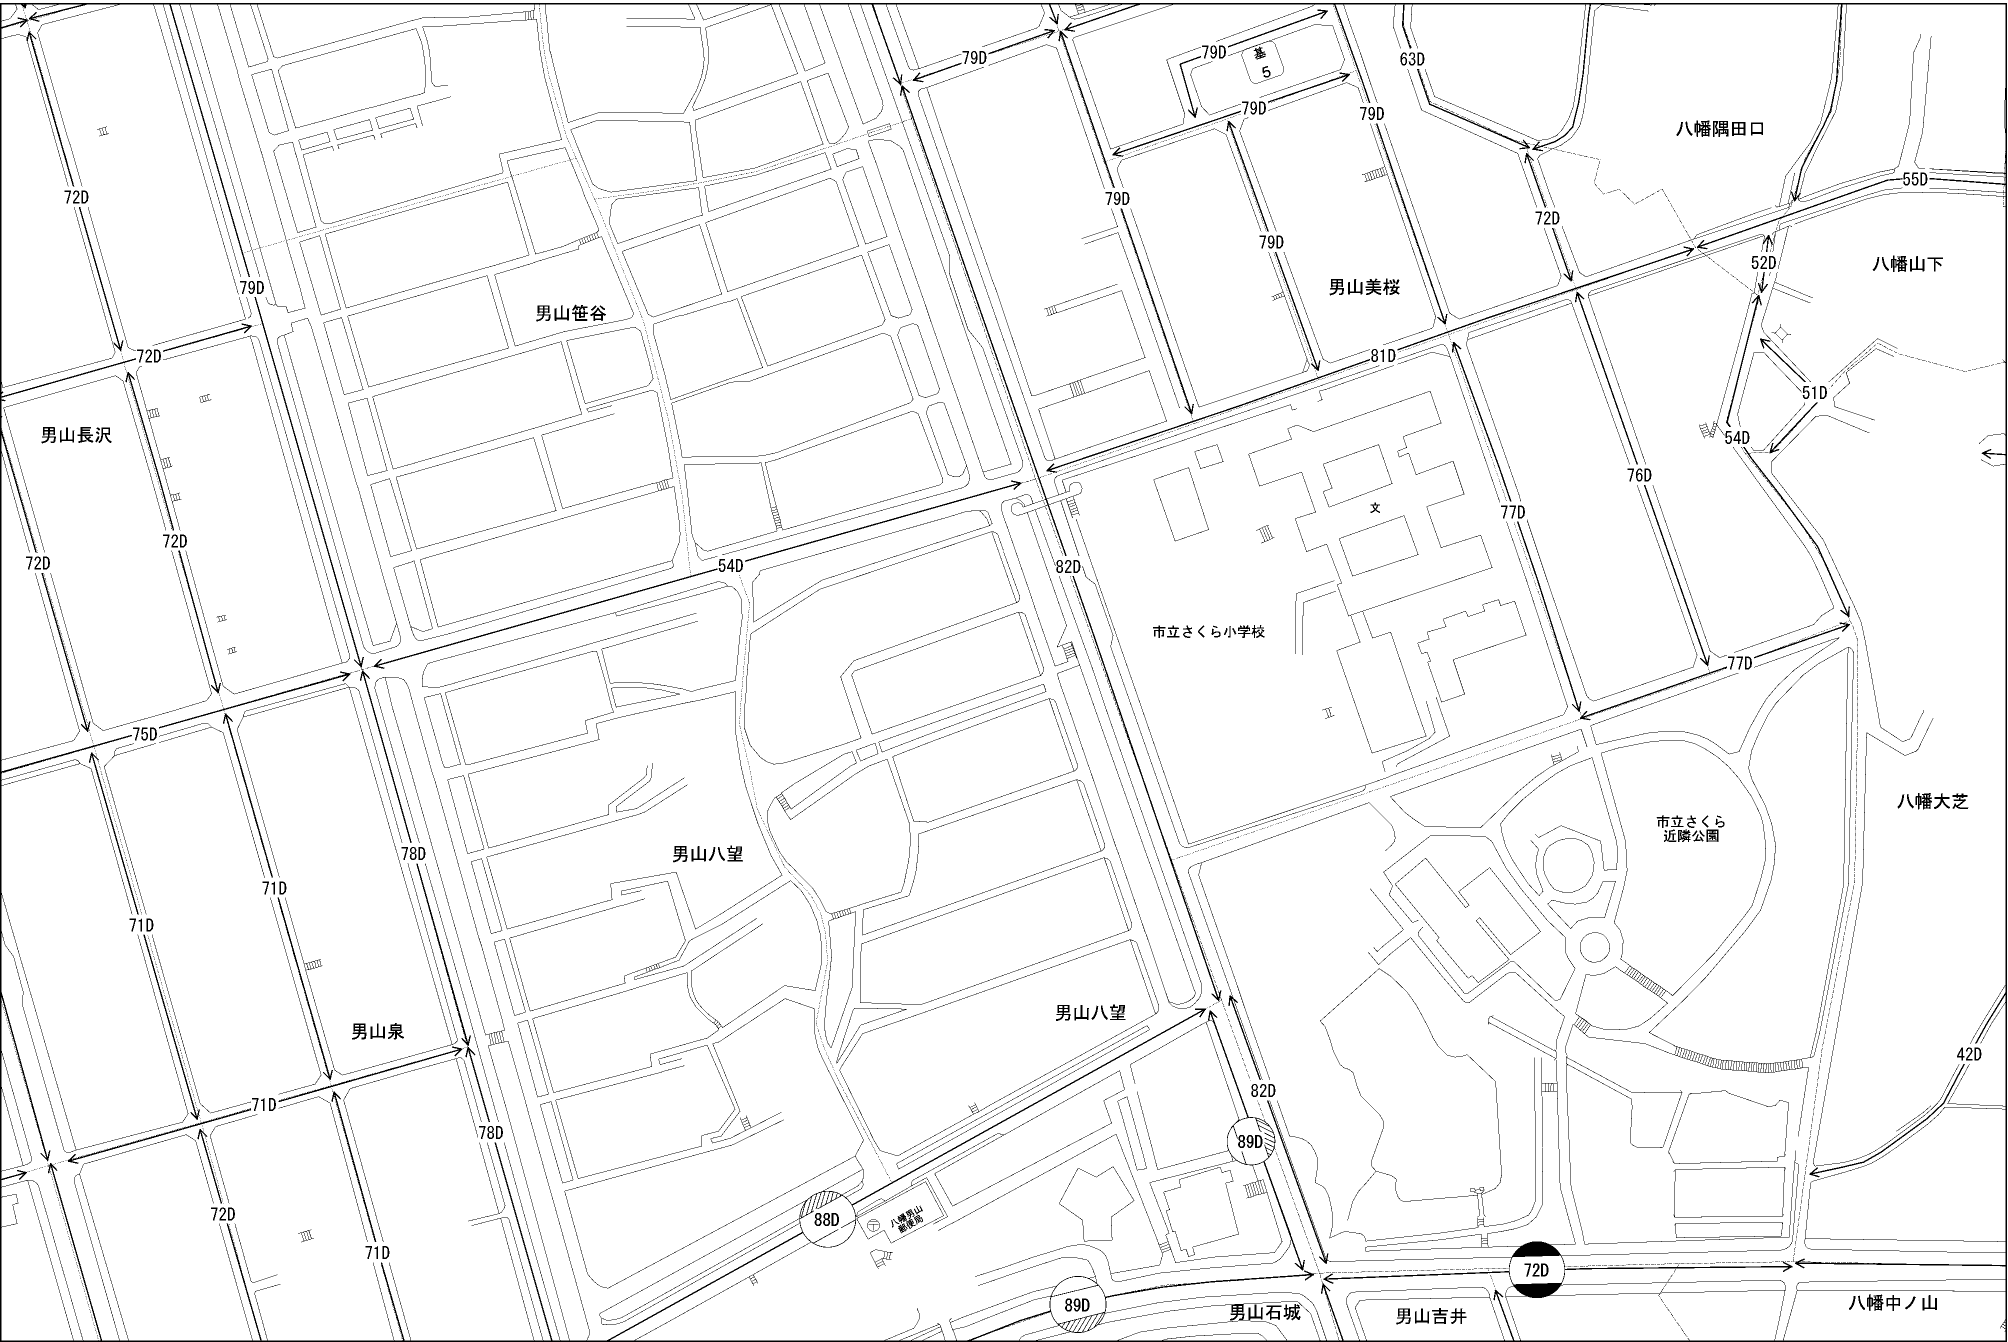 79D
79D
基
5
63D
79D
79D
八幡隅田口
55D
72D
79D
72D
79D
52D
八幡山下
79D
男山美桜
男山笹谷
72D
81D
51D
男山長沢
54D
76D
文
77D
72D
72D
54D
82D
市立さくら小学校
77D
75D
八幡大芝
市立さくら
近隣公園
78D
男山八望
71D
71D
男山八望
男山泉
42D
82D
71D
78D
89D
72D
88D
八幡男山
郵便局
71D
72D
89D
男山石城
男山吉井
八幡中ノ山